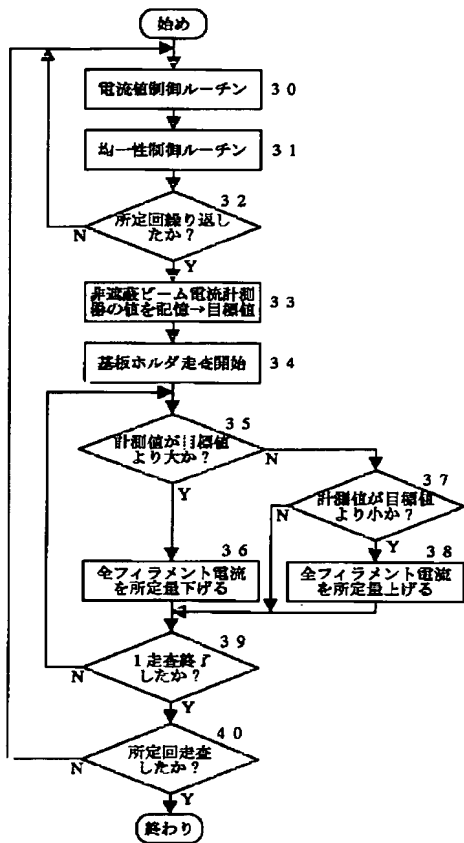 始め
電流値制御ルーチン 30
均一性制御ルーチン 31
32
所定回繰り返し
たか？
N
Y
非遮蔽ビーム電流計測
器の値を記憶→目標値
33
基板ホルダ走査開始 34
35
計測値が目標値
より大か？
N
Y
37
計測値が目標値
より小か？
N
Y
36
全フィラメント電流
を所定量下げる
38
全フィラメント電流
を所定量上げる
39
1走査終了
したか？
N
Y
40
所定回走査
したか？
N
Y
終わり